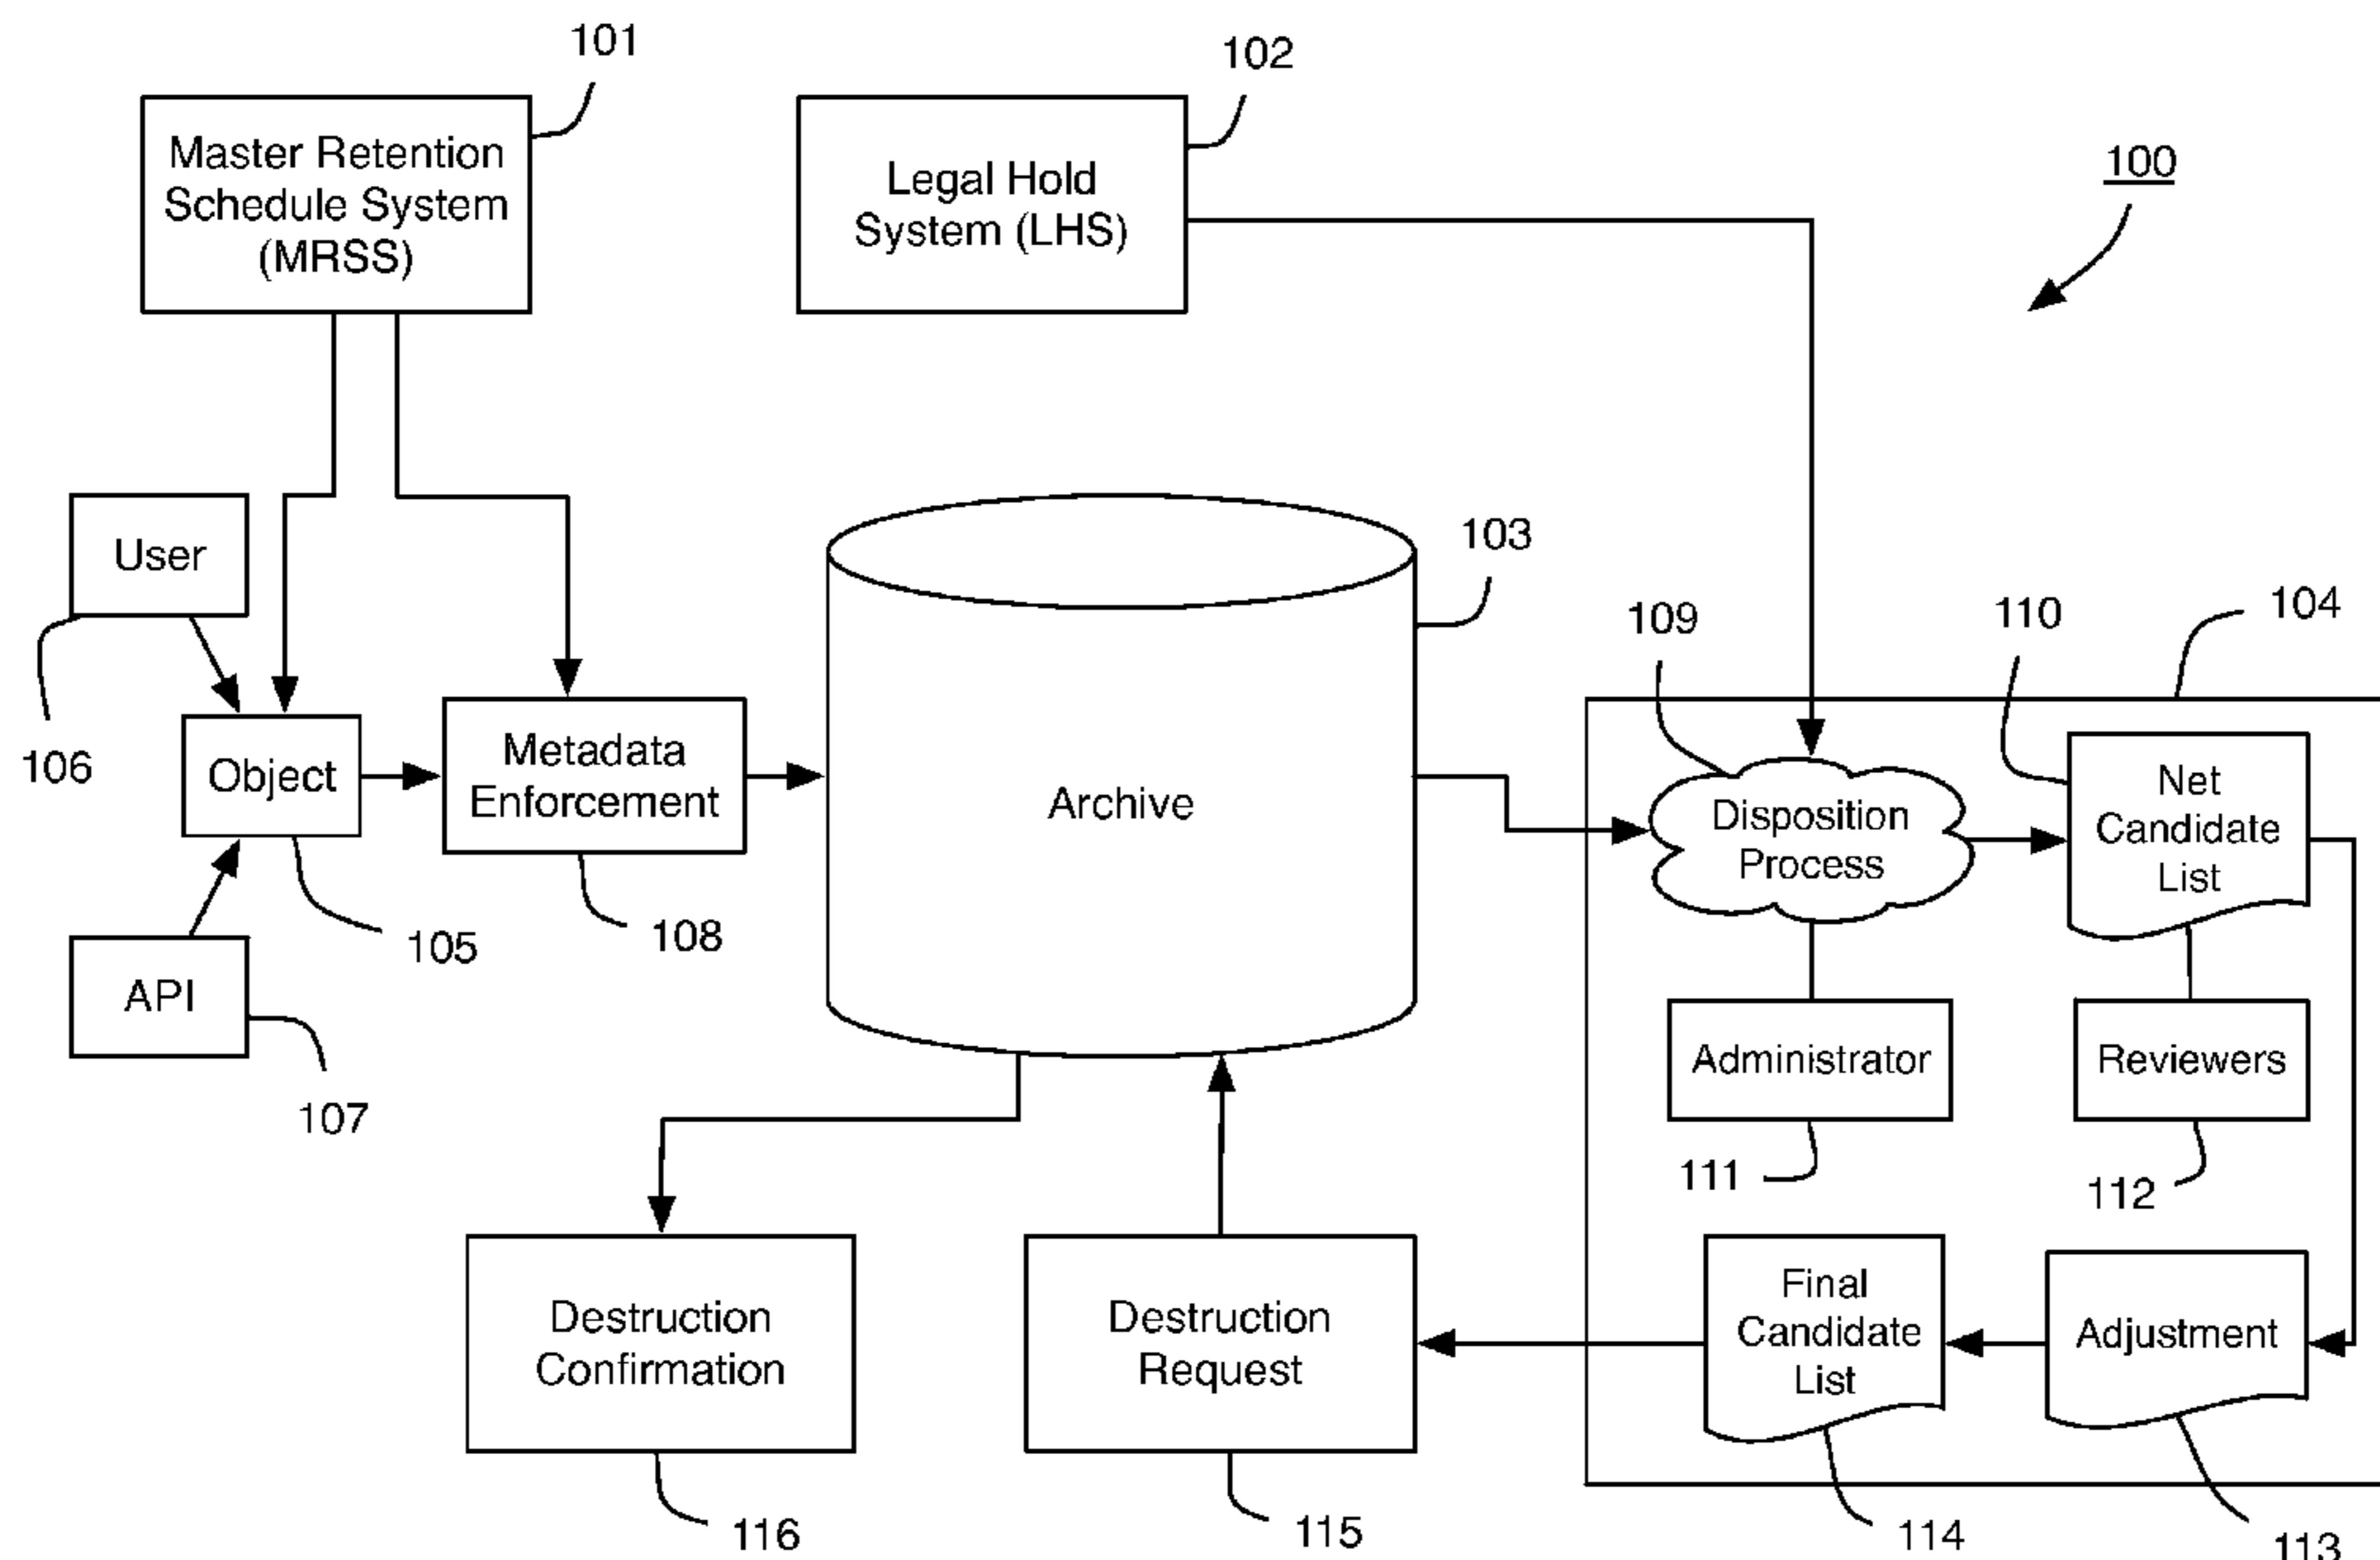 101
102
Master Retention
Schedule System
(MRSS)
Legal Hold
System (LHS)
100
User
103
109
110
104
106
Object
Metadata
Enforcement
Archive
Disposition
Process
Net
Candidate
List
105
108
API
107
Administrator
Reviewers
111
112
Destruction
Confirmation
Destruction
Request
Final
Candidate
List
Adjustment
116
115
114
113